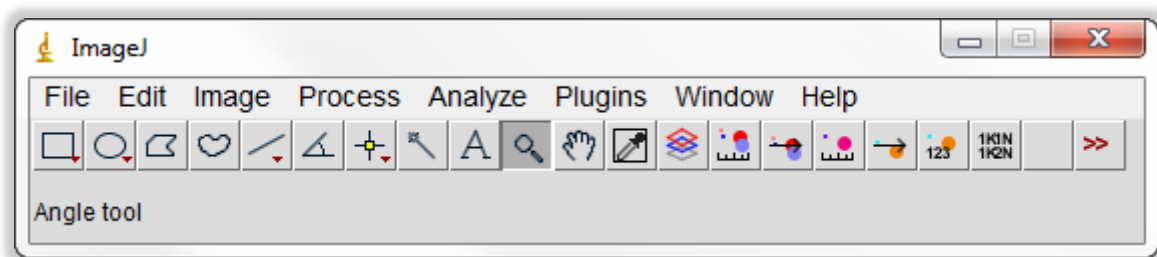 ImageJ
File Edit Image Process Analyze Plugins Window Help
A 123 1K1N >>
1K2N
Angle tool